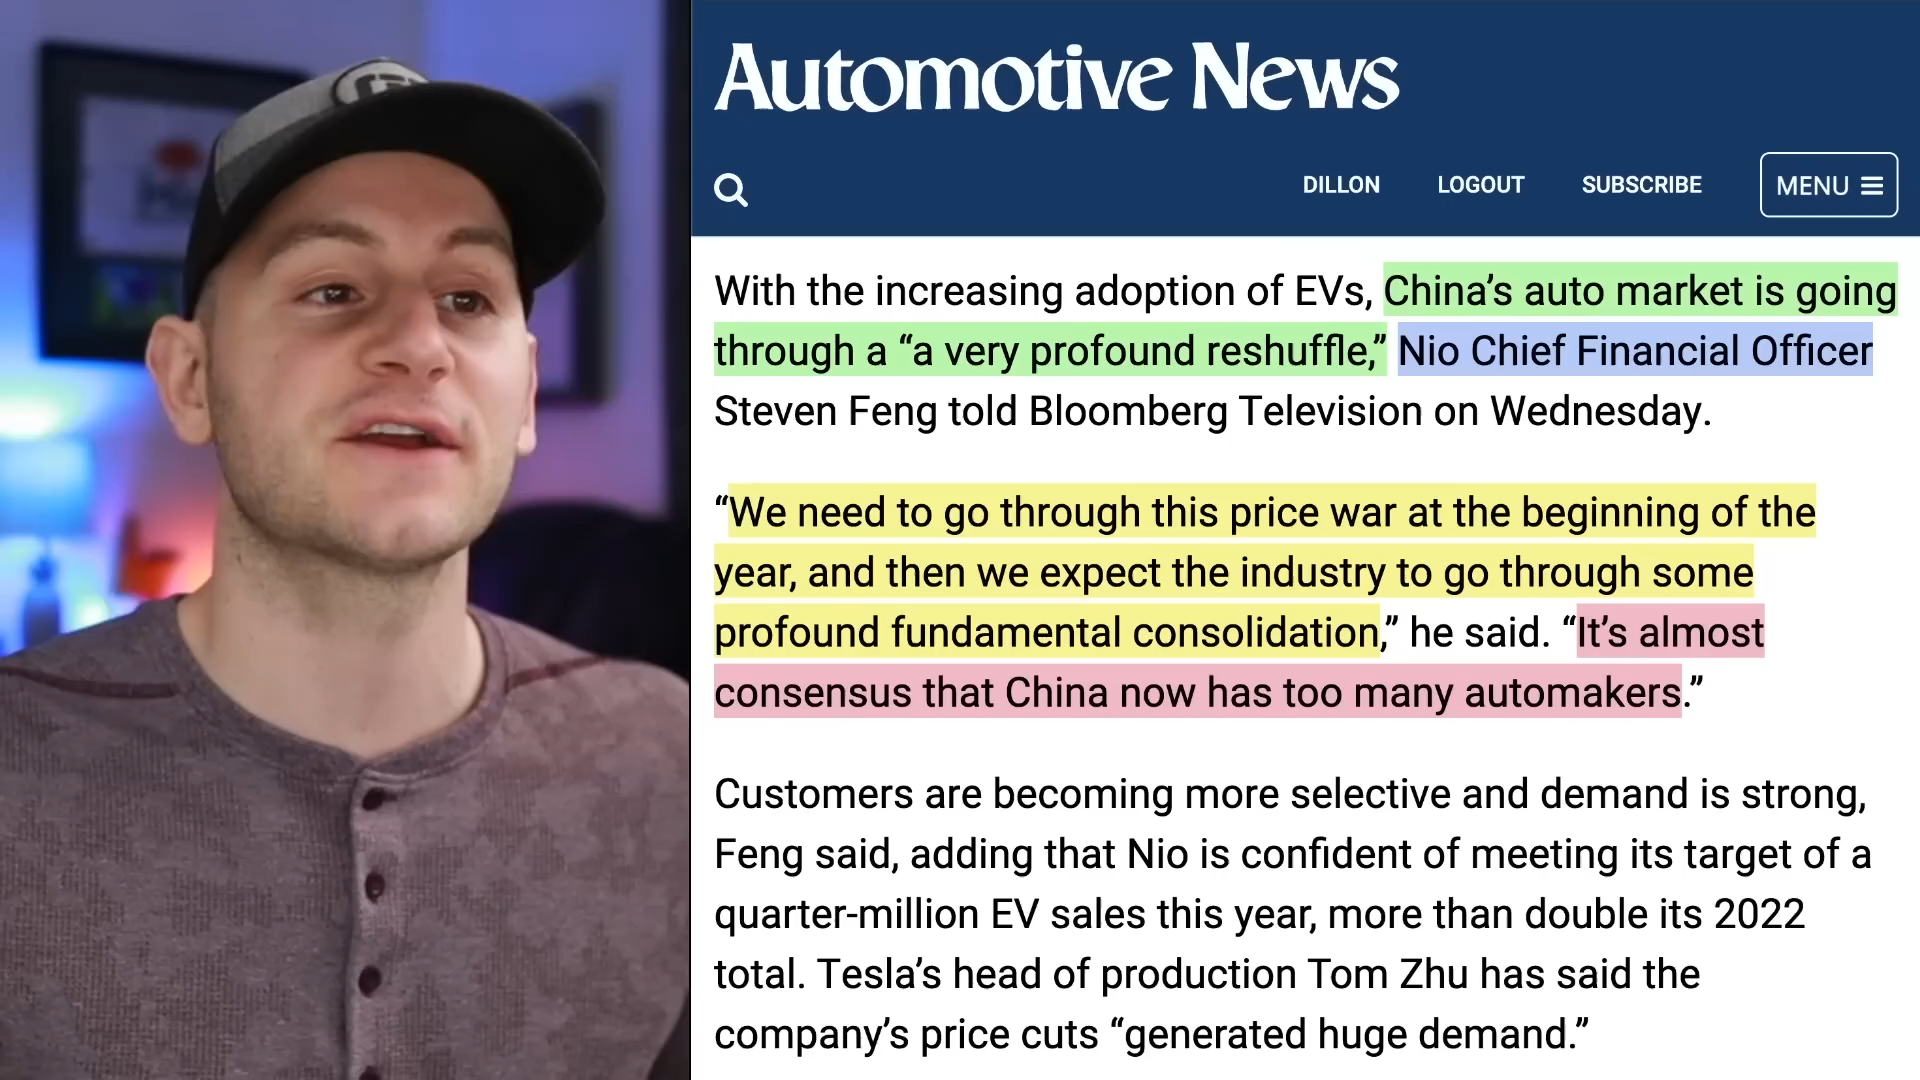 Automotive News
DILLON LOGOUT SUBSCRIBE MENU
With the increasing adoption of EVs, China’s auto market is going
through a “a very profound reshuffle,” Nio Chief Financial Officer
Steven Feng told Bloomberg Television on Wednesday.
“We need to go through this price war at the beginning of the
year, and then we expect the industry to go through some
profound fundamental consolidation,” he said. “It’s almost
consensus that China now has too many automakers.”
Customers are becoming more selective and demand is strong,
Feng said, adding that Nio is confident of meeting its target of a
quarter-million EV sales this year, more than double its 2022
total. Tesla’s head of production Tom Zhu has said the
company’s price cuts “generated huge demand.”